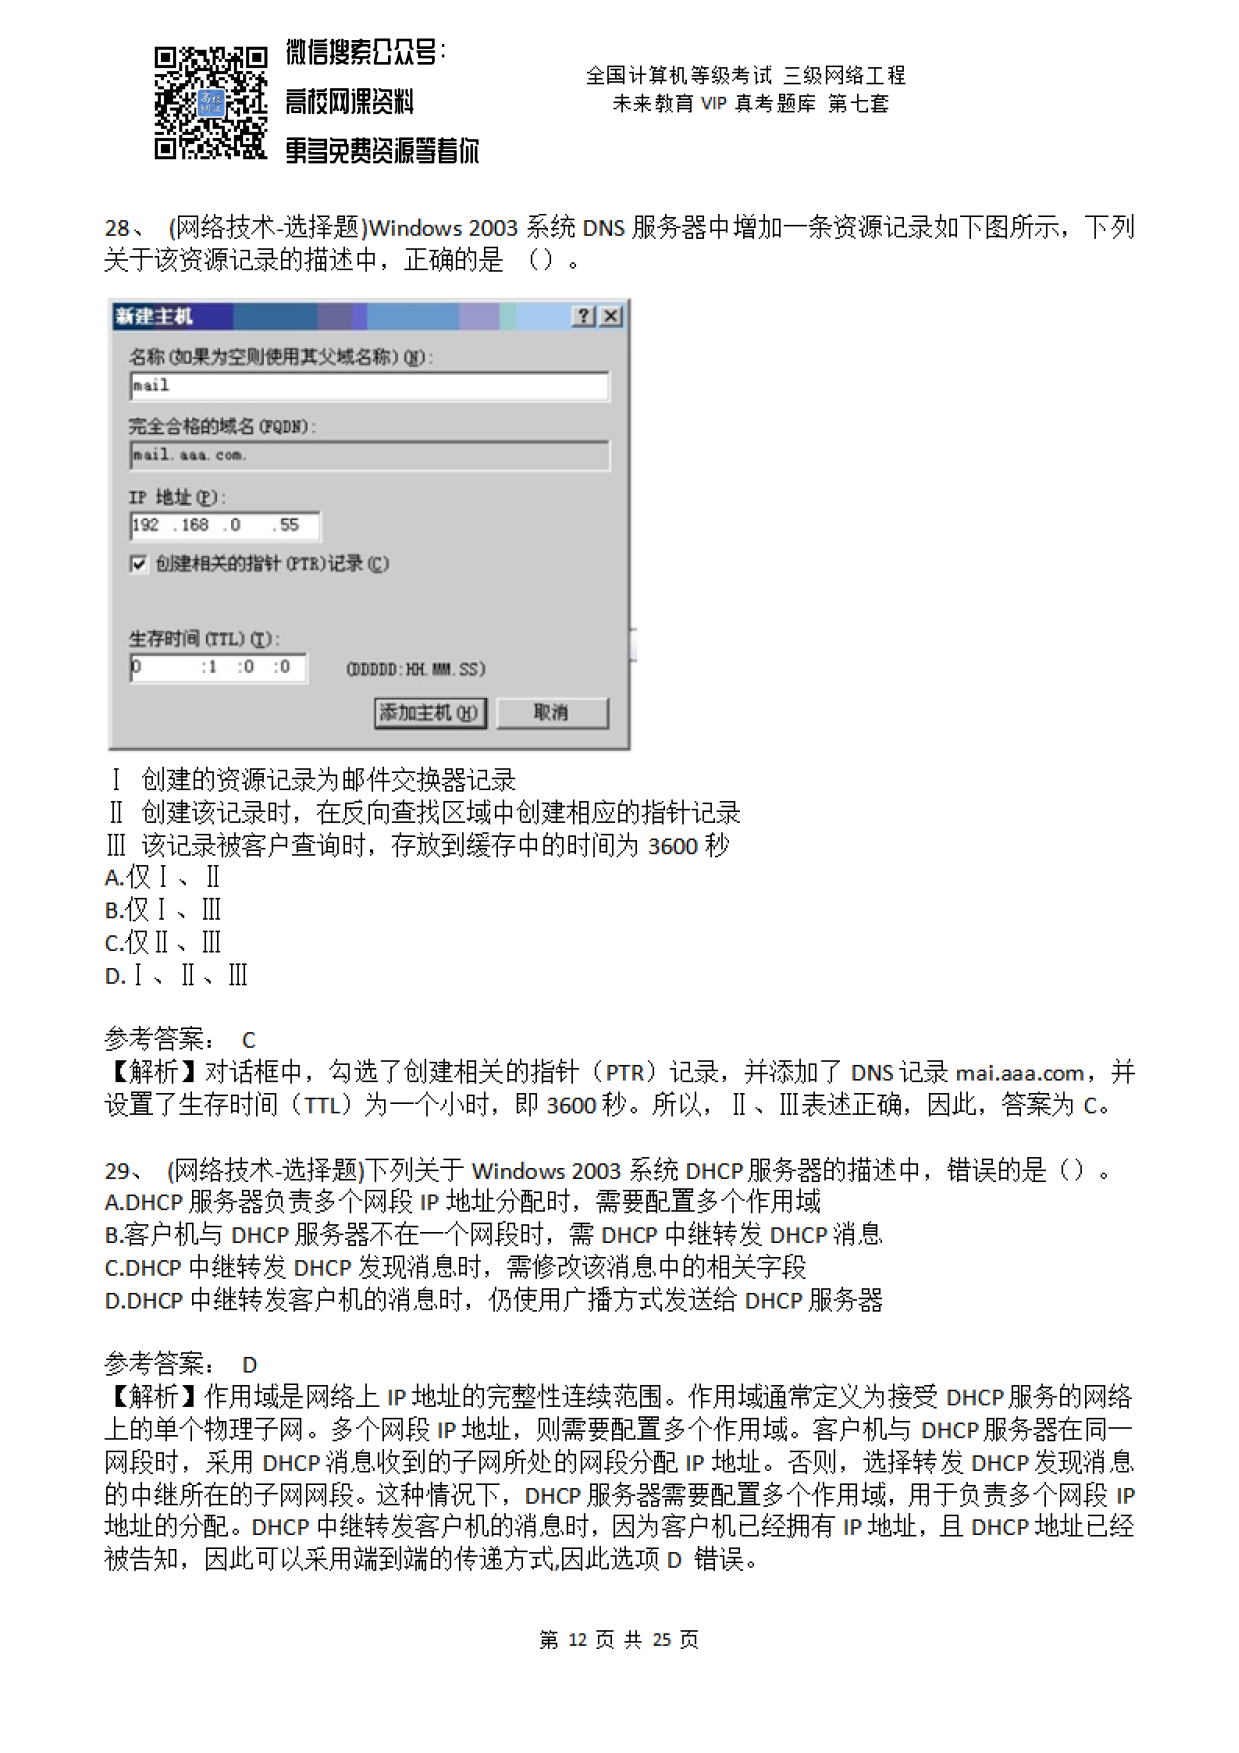 微信搜索公众号：
高校网课资料
更多免费资源等着你
全国计算机等级考试 三级网络工程
未来教育 VIP 真考题库 第七套
28、 (网络技术-选择题)Windows 2003 系统 DNS 服务器中增加一条资源记录如下图所示，下列
关于该资源记录的描述中，正确的是 （）。
新建主机
名称(如果为空则使用其父域名称)(N):
mail
完全合格的域名(FQDN):
mail.aaa.com.
IP 地址(P):
192 .168 .0 .55
创建相关的指针(PTR)记录(C)
生存时间(TTL)(T):
0 :1 :0 :0 (DDDDD:HH.MM.SS)
添加主机(H) 取消
Ⅰ 创建的资源记录为邮件交换器记录
Ⅱ 创建该记录时，在反向查找区域中创建相应的指针记录
Ⅲ 该记录被客户查询时，存放到缓存中的时间为 3600 秒
A.仅Ⅰ、Ⅱ
B.仅Ⅰ、Ⅲ
C.仅Ⅱ、Ⅲ
D.Ⅰ、Ⅱ、Ⅲ
参考答案： C
【解析】对话框中，勾选了创建相关的指针（PTR）记录，并添加了 DNS 记录 mai.aaa.com，并
设置了生存时间（TTL）为一个小时，即 3600 秒。所以，Ⅱ、Ⅲ表述正确，因此，答案为 C。
29、 (网络技术-选择题)下列关于 Windows 2003 系统 DHCP 服务器的描述中，错误的是（）。
A.DHCP 服务器负责多个网段 IP 地址分配时，需要配置多个作用域
B.客户机与 DHCP 服务器不在一个网段时，需 DHCP 中继转发 DHCP 消息
C.DHCP 中继转发 DHCP 发现消息时，需修改该消息中的相关字段
D.DHCP 中继转发客户机的消息时，仍使用广播方式发送给 DHCP 服务器
参考答案： D
【解析】作用域是网络上 IP 地址的完整性连续范围。作用域通常定义为接受 DHCP 服务的网络
上的单个物理子网。多个网段 IP 地址，则需要配置多个作用域。客户机与 DHCP 服务器在同一
网段时，采用 DHCP 消息收到的子网所处的网段分配 IP 地址。否则，选择转发 DHCP 发现消息
的中继所在的子网网段。这种情况下，DHCP 服务器需要配置多个作用域，用于负责多个网段 IP
地址的分配。DHCP 中继转发客户机的消息时，因为客户机已经拥有 IP 地址，且 DHCP 地址已经
被告知，因此可以采用端到端的传递方式,因此选项 D 错误。
第 12 页 共 25 页